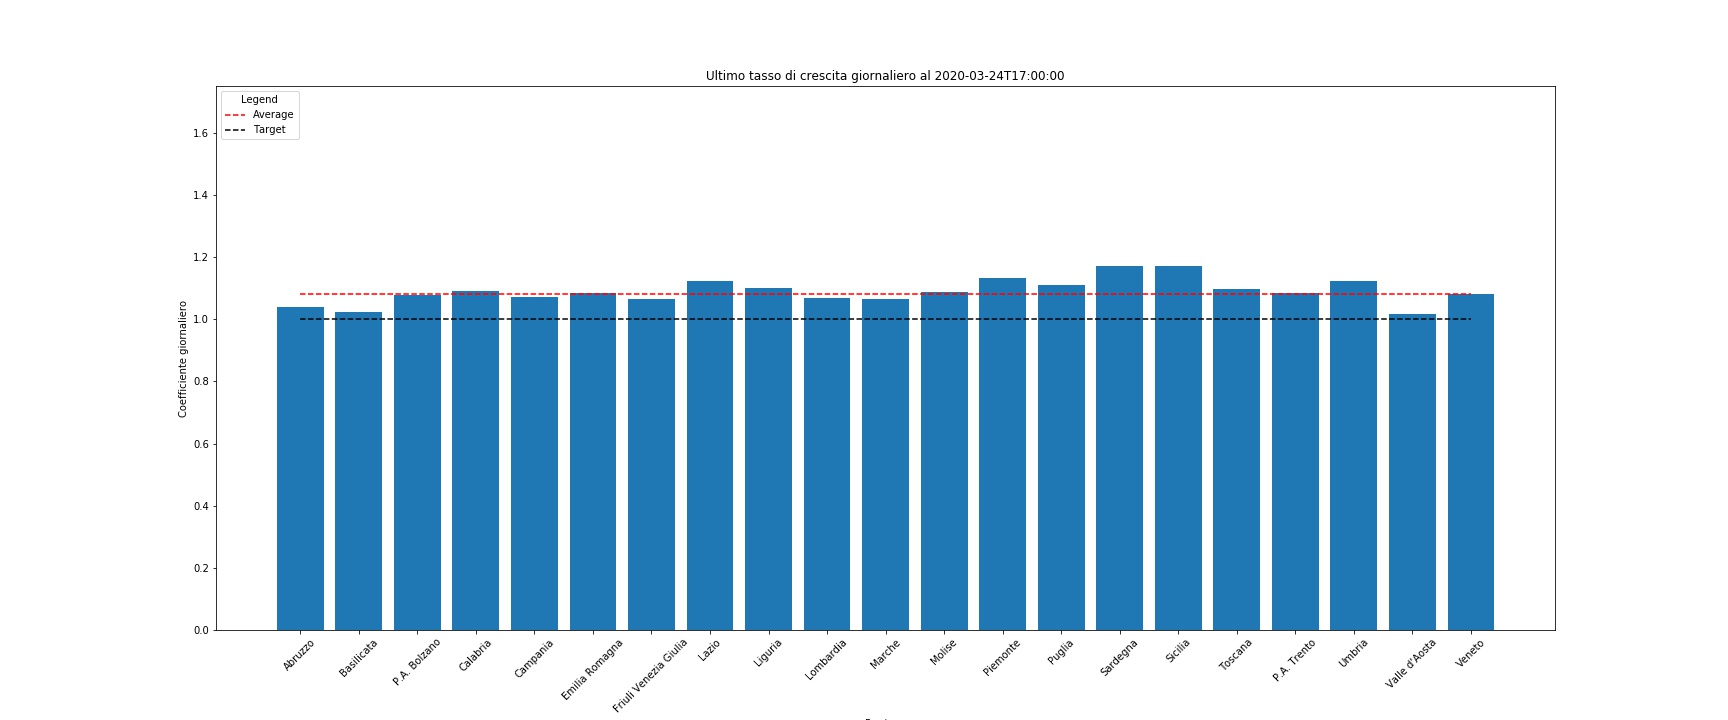 Ultimo tasso di crescita giornaliero al 2020-03-24T17:00:00
Legend
Average
Target
1.6
1.4
1.2
1.0
0.8
0.6
0.4
0.2
0.0
Coefficiente giornaliero
Abruzzo
Basilicata
P.A. Bolzano
Calabria
Campania
Emilia Romagna
Friuli Venezia Giulia
Lazio
Liguria
Lombardia
Marche
Molise
Piemonte
Puglia
Sardegna
Sicilia
Toscana
P.A. Trento
Umbria
Valle d'Aosta
Veneto